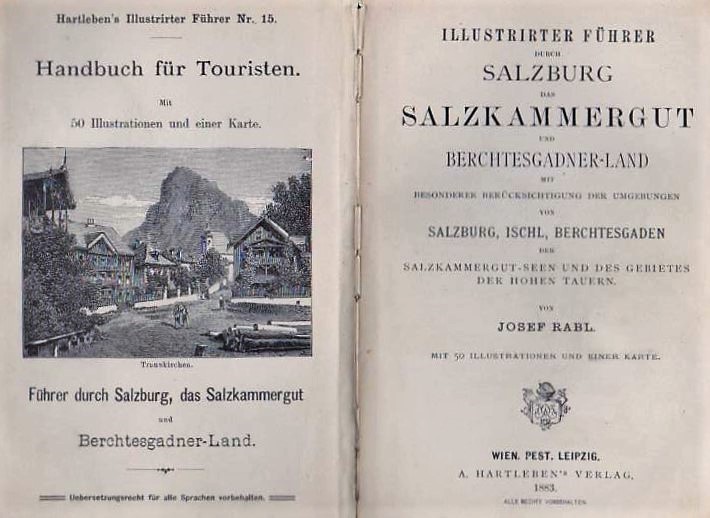 Hartleben's Illustrirter Führer Nr. 15.
Handbuch für Touristen.
Mit
50 Illustrationen und einer Karte.
Traunkirchen.
Führer durch Salzburg, das Salzkammergut
und
Berchtesgadner-Land.
Uebersetzungsrecht für alle Sprachen vorbehalten.
ILLUSTRIRTER FÜHRER
DURCH
SALZBURG
DAS
SALZKAMMERGUT
UND
BERCHTESGADNER-LAND
MIT
BESONDERER BERÜCKSICHTIGUNG DER UMGEBUNGEN
VON
SALZBURG, ISCHL, BERCHTESGADEN
DER
SALZKAMMERGUT-SEEN UND DES GEBIETES
DER HOHEN TAUERN.
VON
JOSEF RABL.
MIT 50 ILLUSTRATIONEN UND EINER KARTE.
WIEN. PEST. LEIPZIG.
A. HARTLEBEN'S VERLAG,
1883.
ALLE RECHTE VORBEHALTEN.